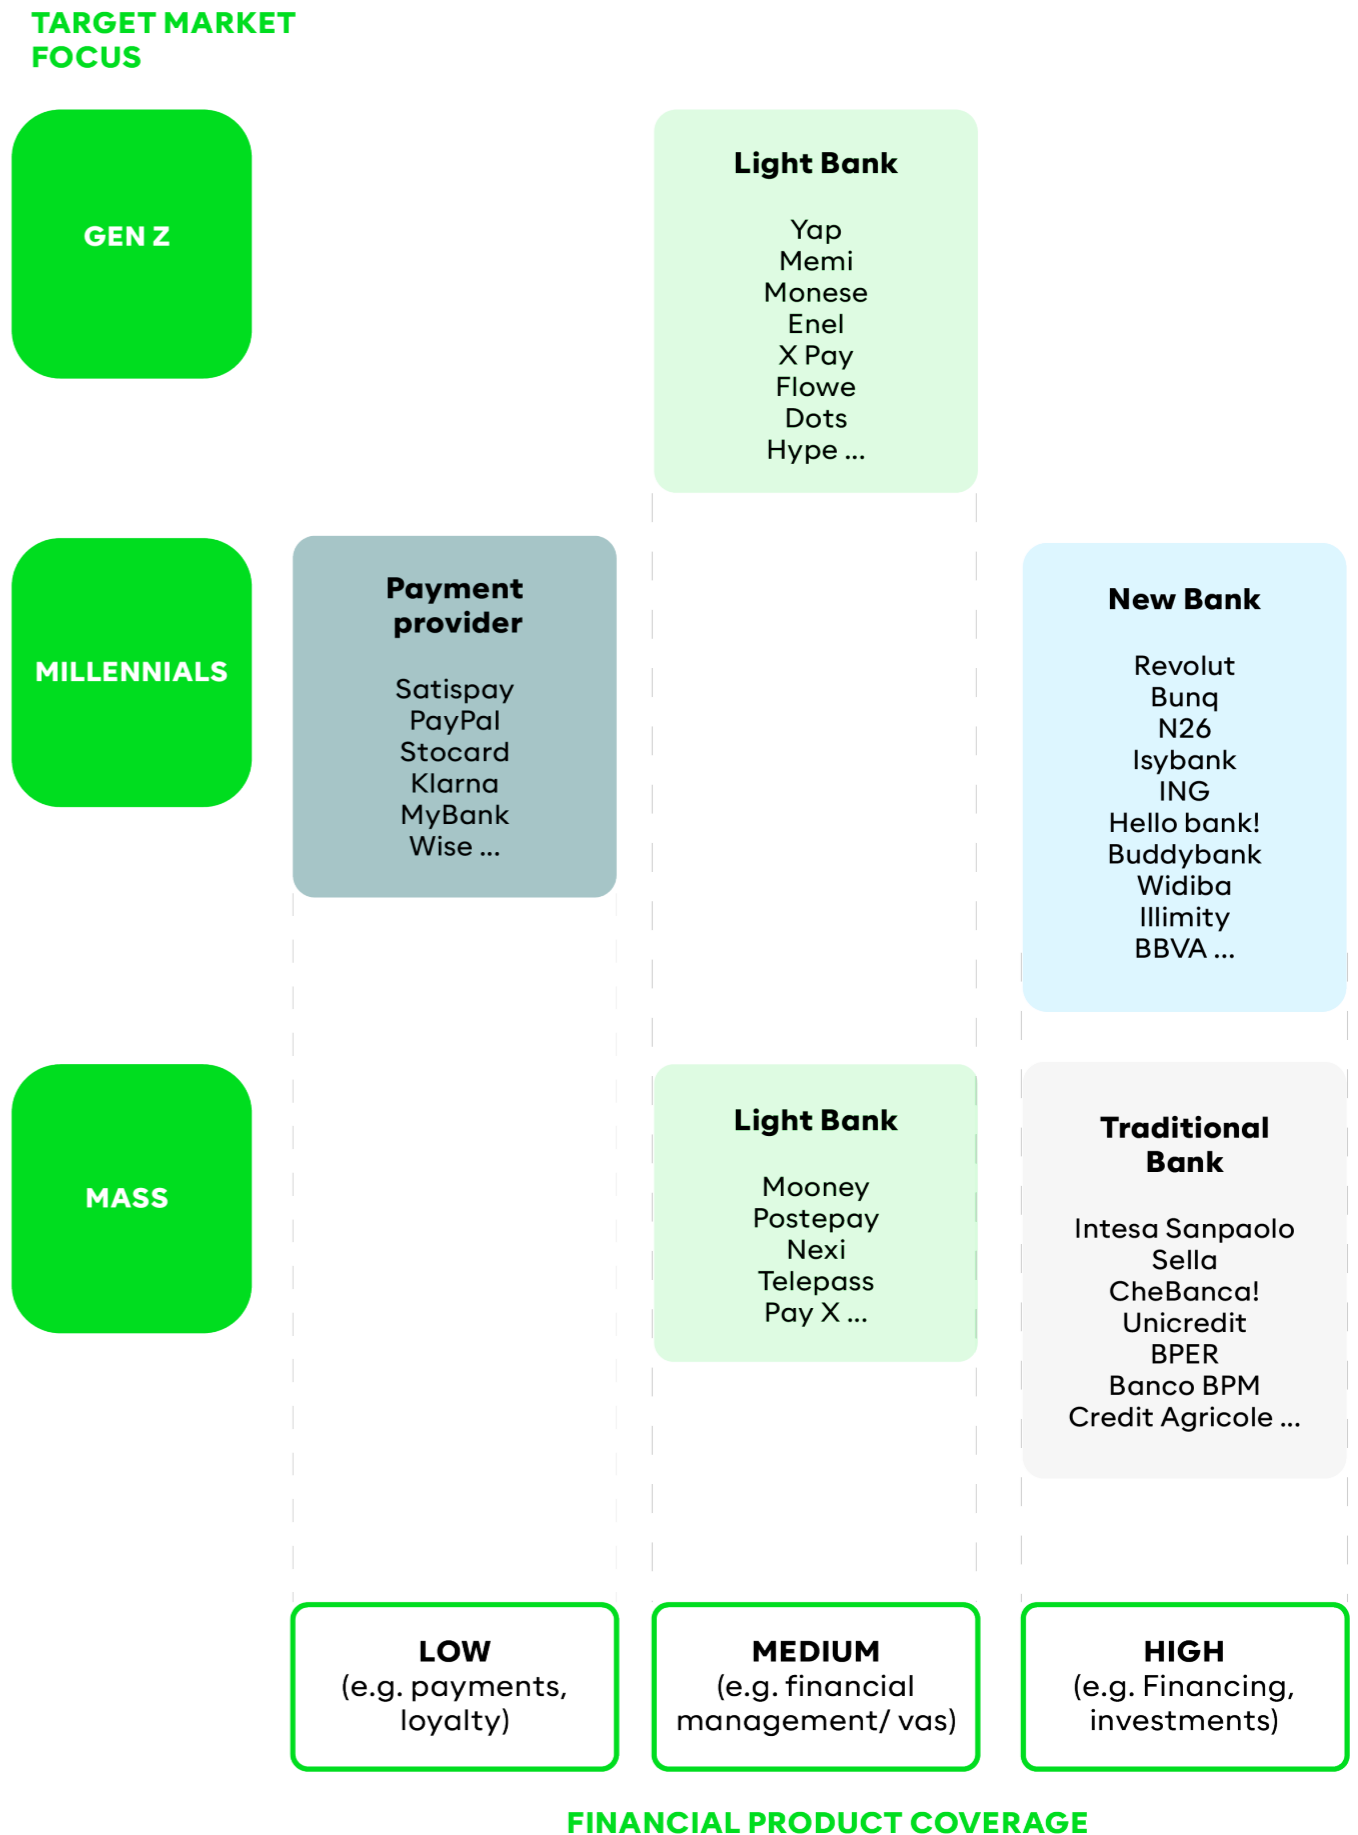 TARGET MARKET
FOCUS
GEN Z
Light Bank
Yap
Memi
Monese
Enel
X Pay
Flowe
Dots
Hype ...
MILLENNIALS
Payment
provider
Satispay
PayPal
Stocard
Klarna
MyBank
Wise ...
New Bank
Revolut
Bunq
N26
Isybank
ING
Hello bank!
Buddybank
Widiba
Illimity
BBVA ...
MASS
Light Bank
Mooney
Postepay
Nexi
Telepass
Pay X ...
Traditional
Bank
Intesa Sanpaolo
Sella
CheBanca!
Unicredit
BPER
Banco BPM
Credit Agricole ...
LOW
(e.g. payments,
loyalty)
MEDIUM
(e.g. financial
management/ vas)
HIGH
(e.g. Financing,
investments)
FINANCIAL PRODUCT COVERAGE